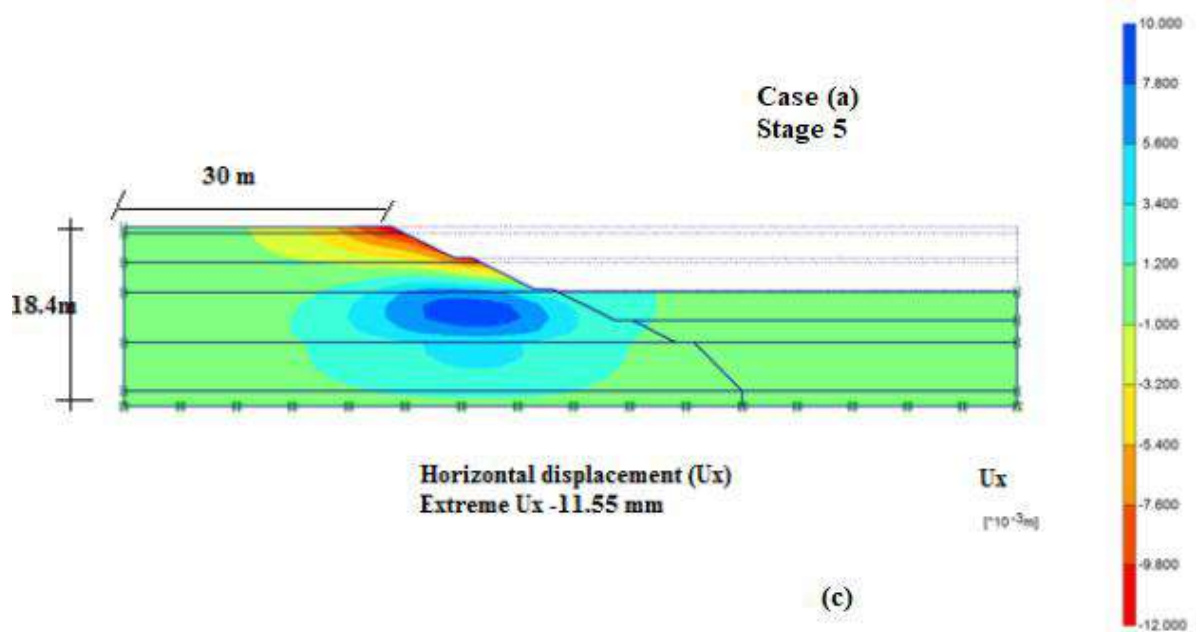 10.000
7.800
5.600
3.400
1.200
-1.000
-3.200
-5.400
-7.600
-9.800
-12.000
Case (a)
Stage 5
30 m
18.4m
Horizontal displacement (Ux)
Extreme Ux -11.55 mm
Ux
[*10⁻³m]
(c)